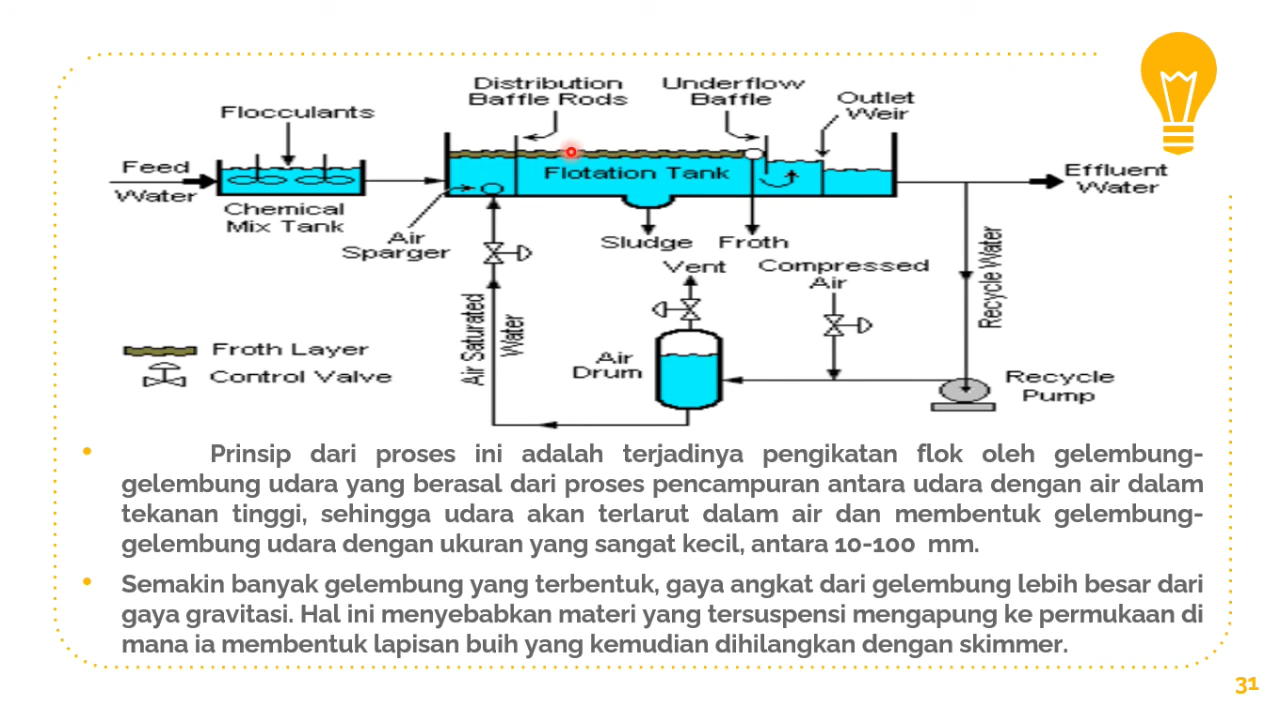 Distribution
Baffle Rods
Underflow
Baffle
Outlet
Weir
Flocculants
Feed
Water
Flotation Tank
Effluent
Water
Chemical
Mix Tank
Air
Sparger
Sludge
Froth
Vent
Compressed
Air
Recycle Water
Air Saturated
Water
Froth Layer
Control Valve
Air
Drum
Recycle
Pump
• Prinsip dari proses ini adalah terjadinya pengikatan flok oleh gelembung-
gelembung udara yang berasal dari proses pencampuran antara udara dengan air dalam
tekanan tinggi, sehingga udara akan terlarut dalam air dan membentuk gelembung-
gelembung udara dengan ukuran yang sangat kecil, antara 10-100 mm.
• Semakin banyak gelembung yang terbentuk, gaya angkat dari gelembung lebih besar dari
gaya gravitasi. Hal ini menyebabkan materi yang tersuspensi mengapung ke permukaan di
mana ia membentuk lapisan buih yang kemudian dihilangkan dengan skimmer.
31